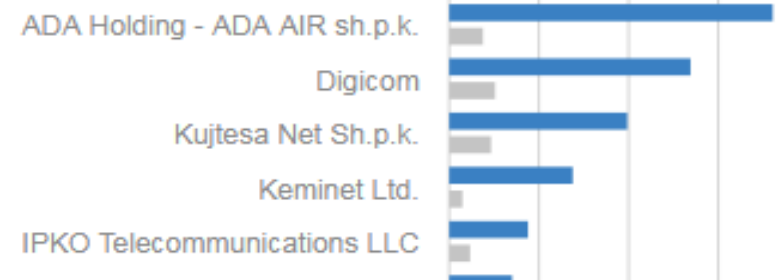 ADA Holding - ADA AIR sh.p.k.
Digicom
Kujtesa Net Sh.p.k.
Keminet Ltd.
IPKO Telecommunications LLC